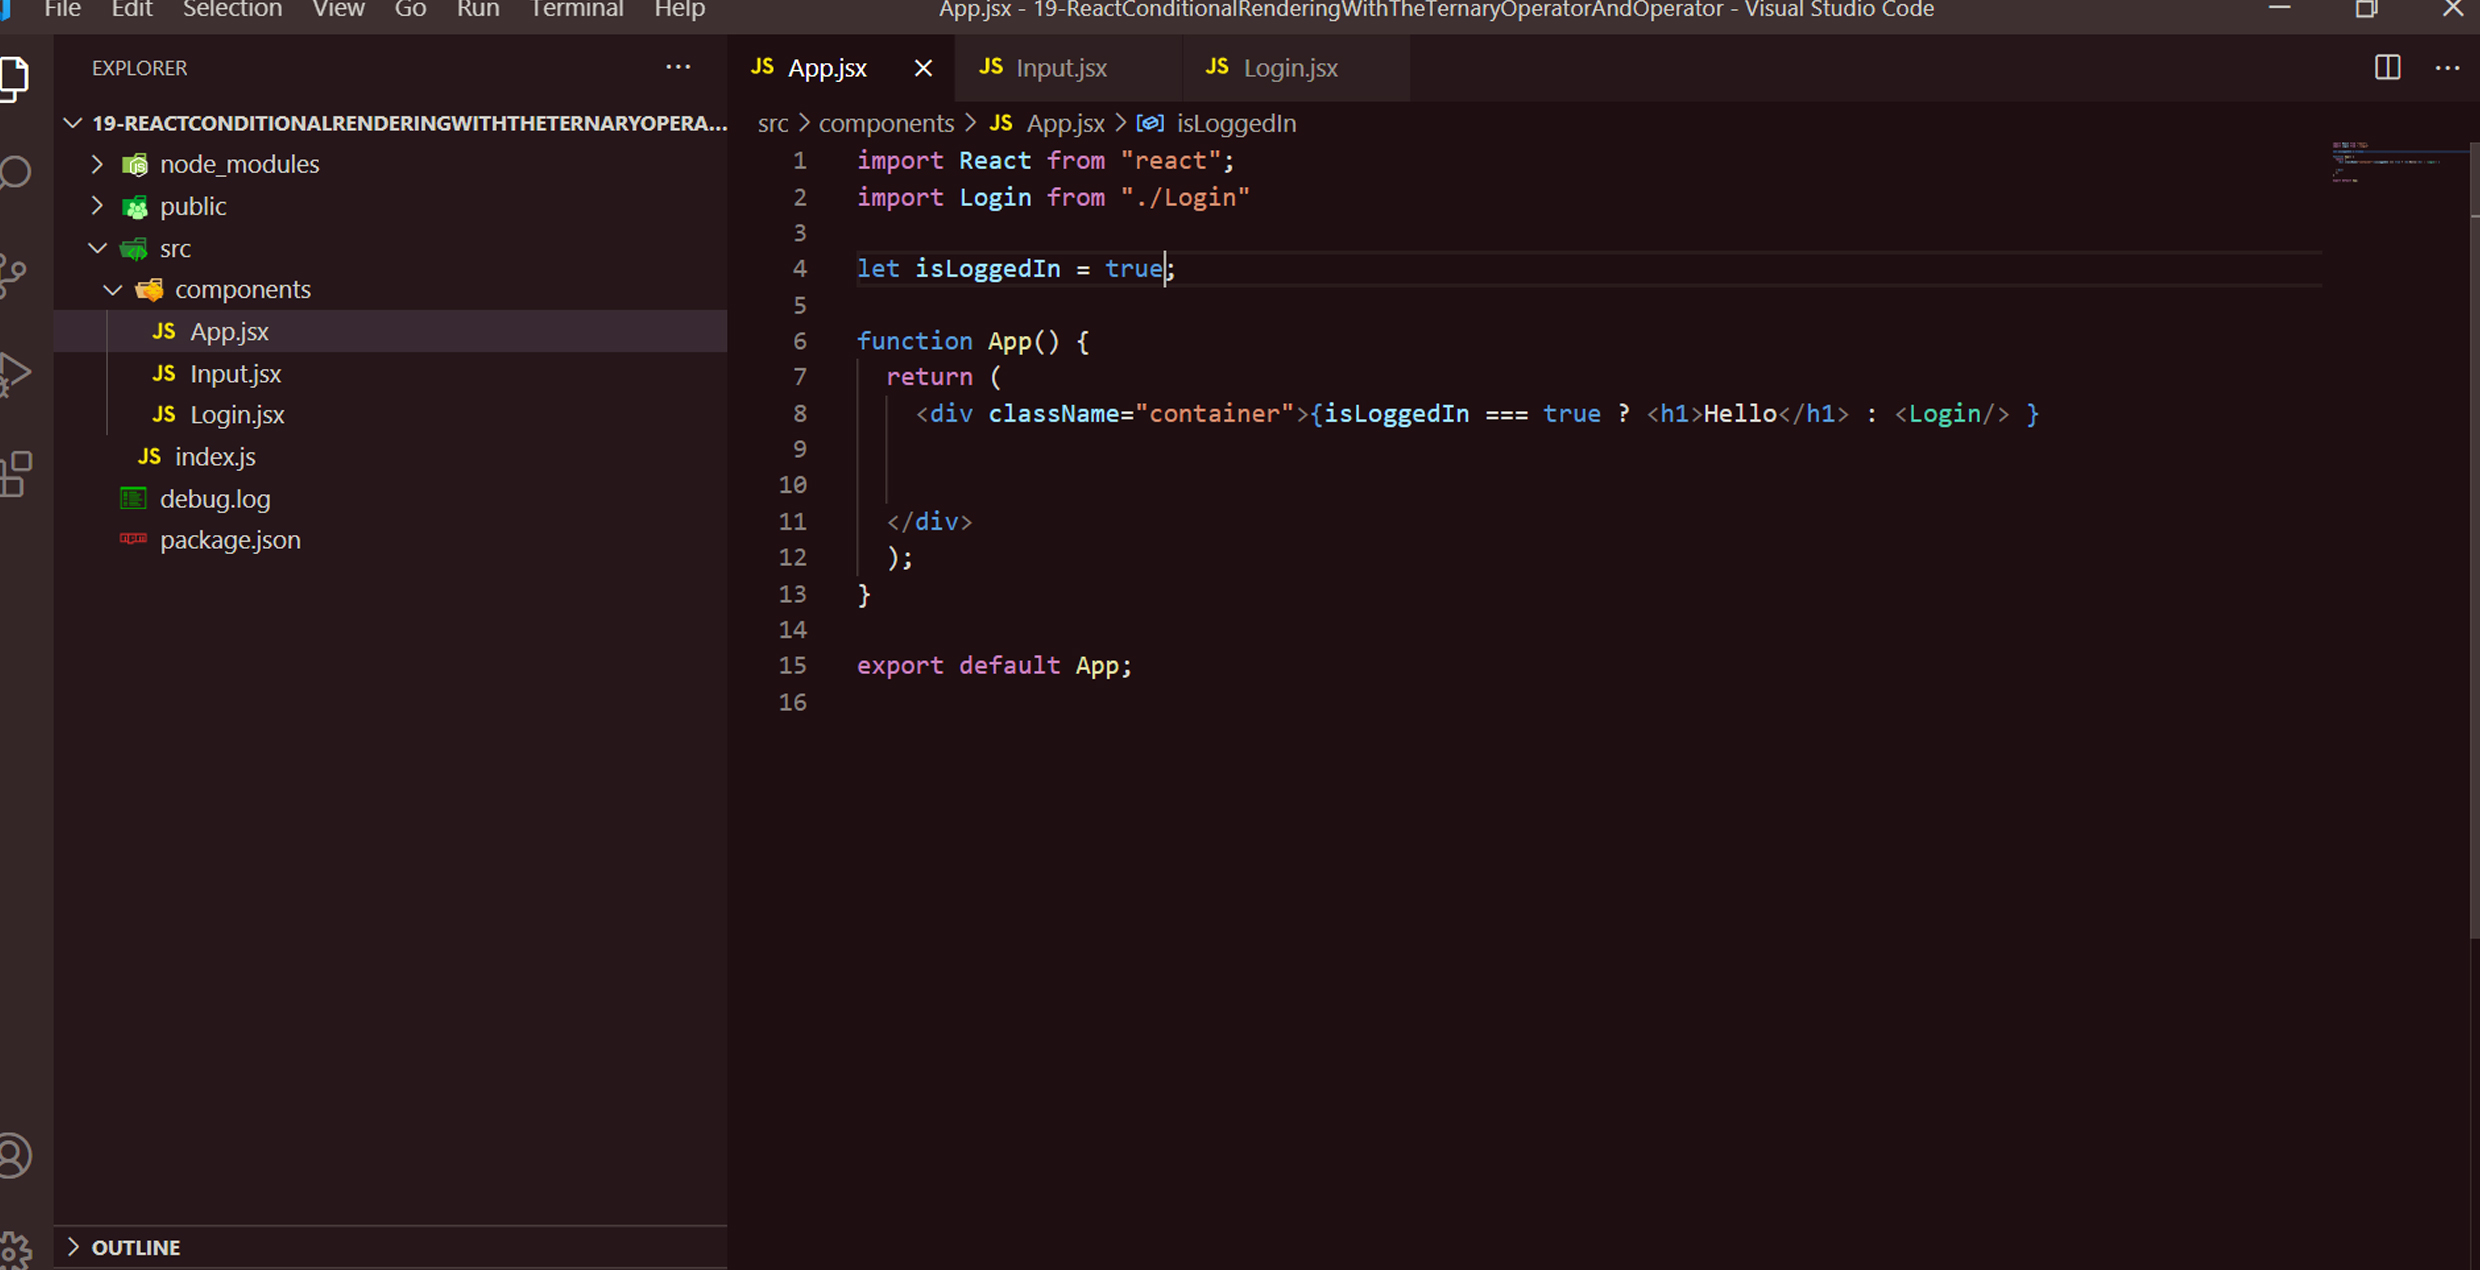 File Edit Selection View Go Run Terminal Help App.jsx - 19-ReactConditionalRenderingWithTheTernaryOperatorAndOperator - Visual Studio Code
EXPLORER
19-REACTCONDITIONALRENDERINGWITHTHETERNARYOPERA...
node_modules
public
src
components
JS App.jsx
JS Input.jsx
JS Login.jsx
JS index.js
debug.log
package.json
OUTLINE
JS App.jsx
JS Input.jsx
JS Login.jsx
src > components > JS App.jsx > isLoggedIn
1 import React from "react";
2 import Login from "./Login"
3
4 let isLoggedIn = true;
5
6 function App() {
7 return (
8 <div className="container">{isLoggedIn === true ? <h1>Hello</h1> : <Login/> }
9
10
11 </div>
12 );
13 }
14
15 export default App;
16